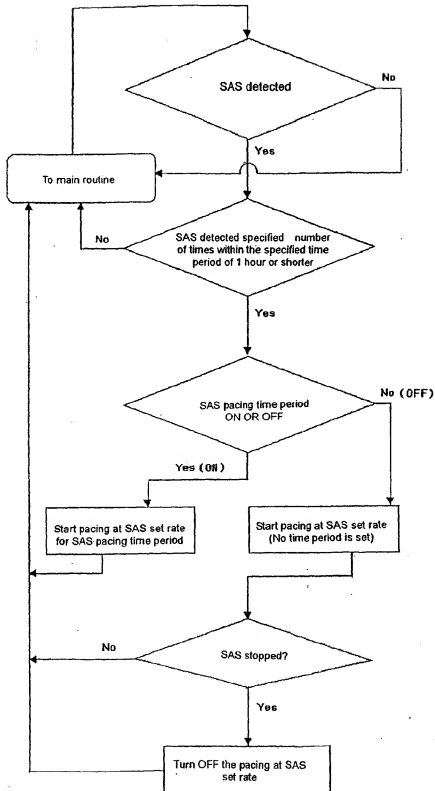 SAS detected
No
Yes
To main routine
No
SAS detected specified number
of times within the specified time
period of 1 hour or shorter
Yes
SAS pacing time period
ON OR OFF
No (OFF)
Yes (ON)
Start pacing at SAS set rate
for SAS pacing time period
Start pacing at SAS set rate
(No time period is set)
No
SAS stopped?
Yes
Turn OFF the pacing at SAS
set rate